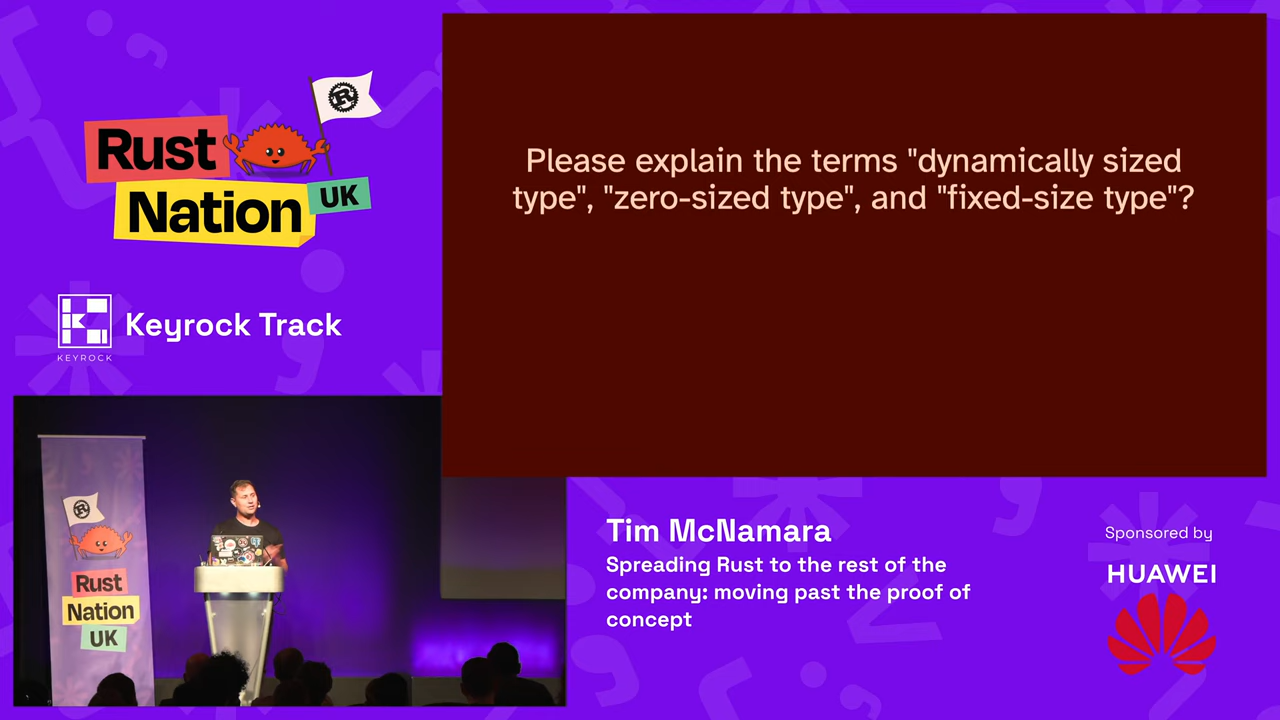 Rust
Nation
UK
KEYROCK
Keyrock Track
Please explain the terms "dynamically sized
type", "zero-sized type", and "fixed-size type"?
Rust
Nation
UK
Tim McNamara
Spreading Rust to the rest of the
company: moving past the proof of
concept
Sponsored by
HUAWEI